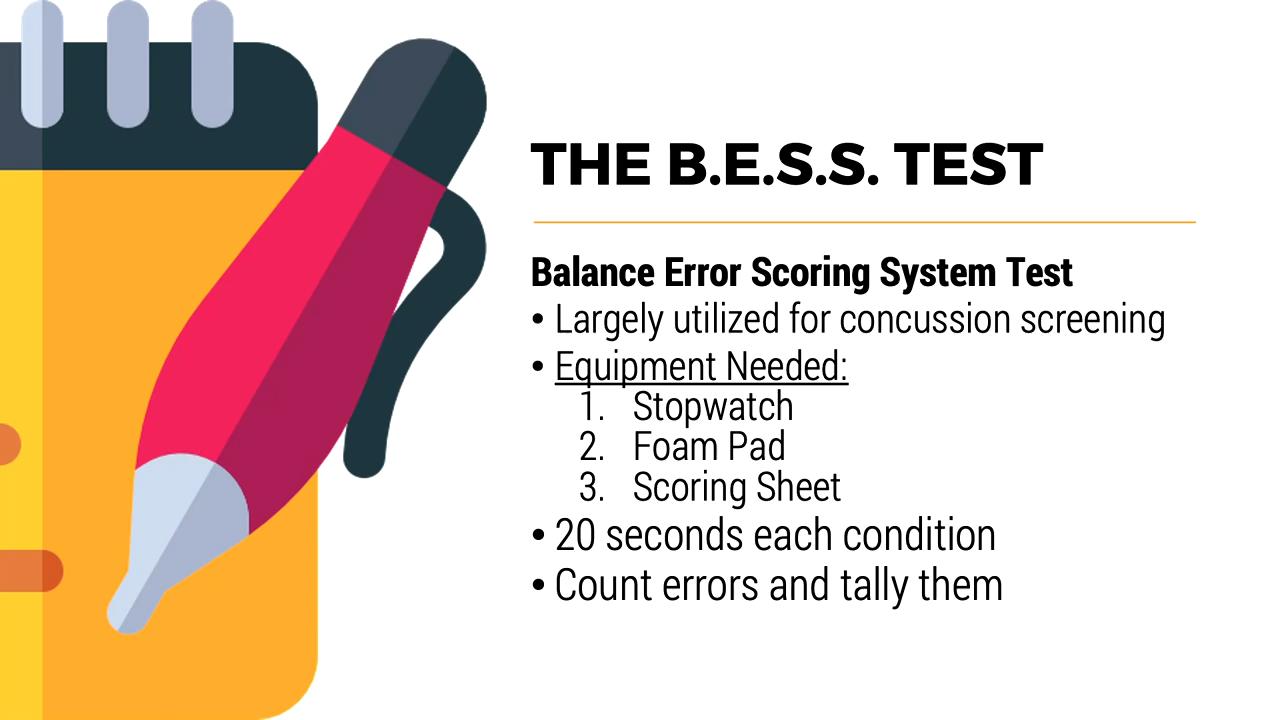 THE B.E.S.S. TEST
Balance Error Scoring System Test
• Largely utilized for concussion screening
• Equipment Needed:
1. Stopwatch
2. Foam Pad
3. Scoring Sheet
• 20 seconds each condition
• Count errors and tally them